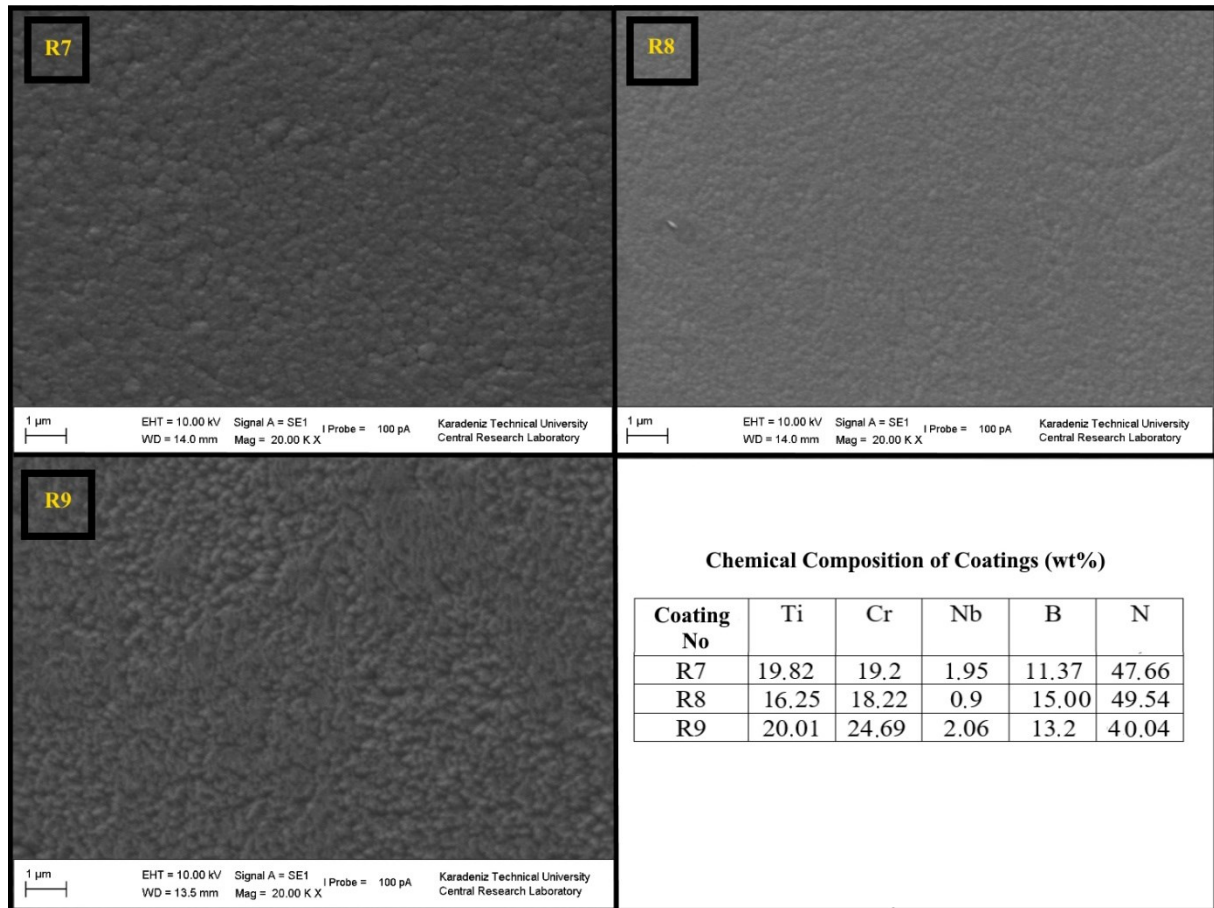 R7
R8
1 µm
EHT = 10.00 kV Signal A = SE1 I Probe = 100 pA Karadeniz Technical University
WD = 14.0 mm Mag = 20.00 K X Central Research Laboratory
1 µm
EHT = 10.00 kV Signal A = SE1 I Probe = 100 pA Karadeniz Technical University
WD = 14.0 mm Mag = 20.00 K X Central Research Laboratory
R9
1 µm
EHT = 10.00 kV Signal A = SE1 I Probe = 100 pA Karadeniz Technical University
WD = 13.5 mm Mag = 20.00 K X Central Research Laboratory
Chemical Composition of Coatings (wt%)
Coating No Ti Cr Nb B N
R7 19.82 19.2 1.95 11.37 47.66
R8 16.25 18.22 0.9 15.00 49.54
R9 20.01 24.69 2.06 13.2 40.04